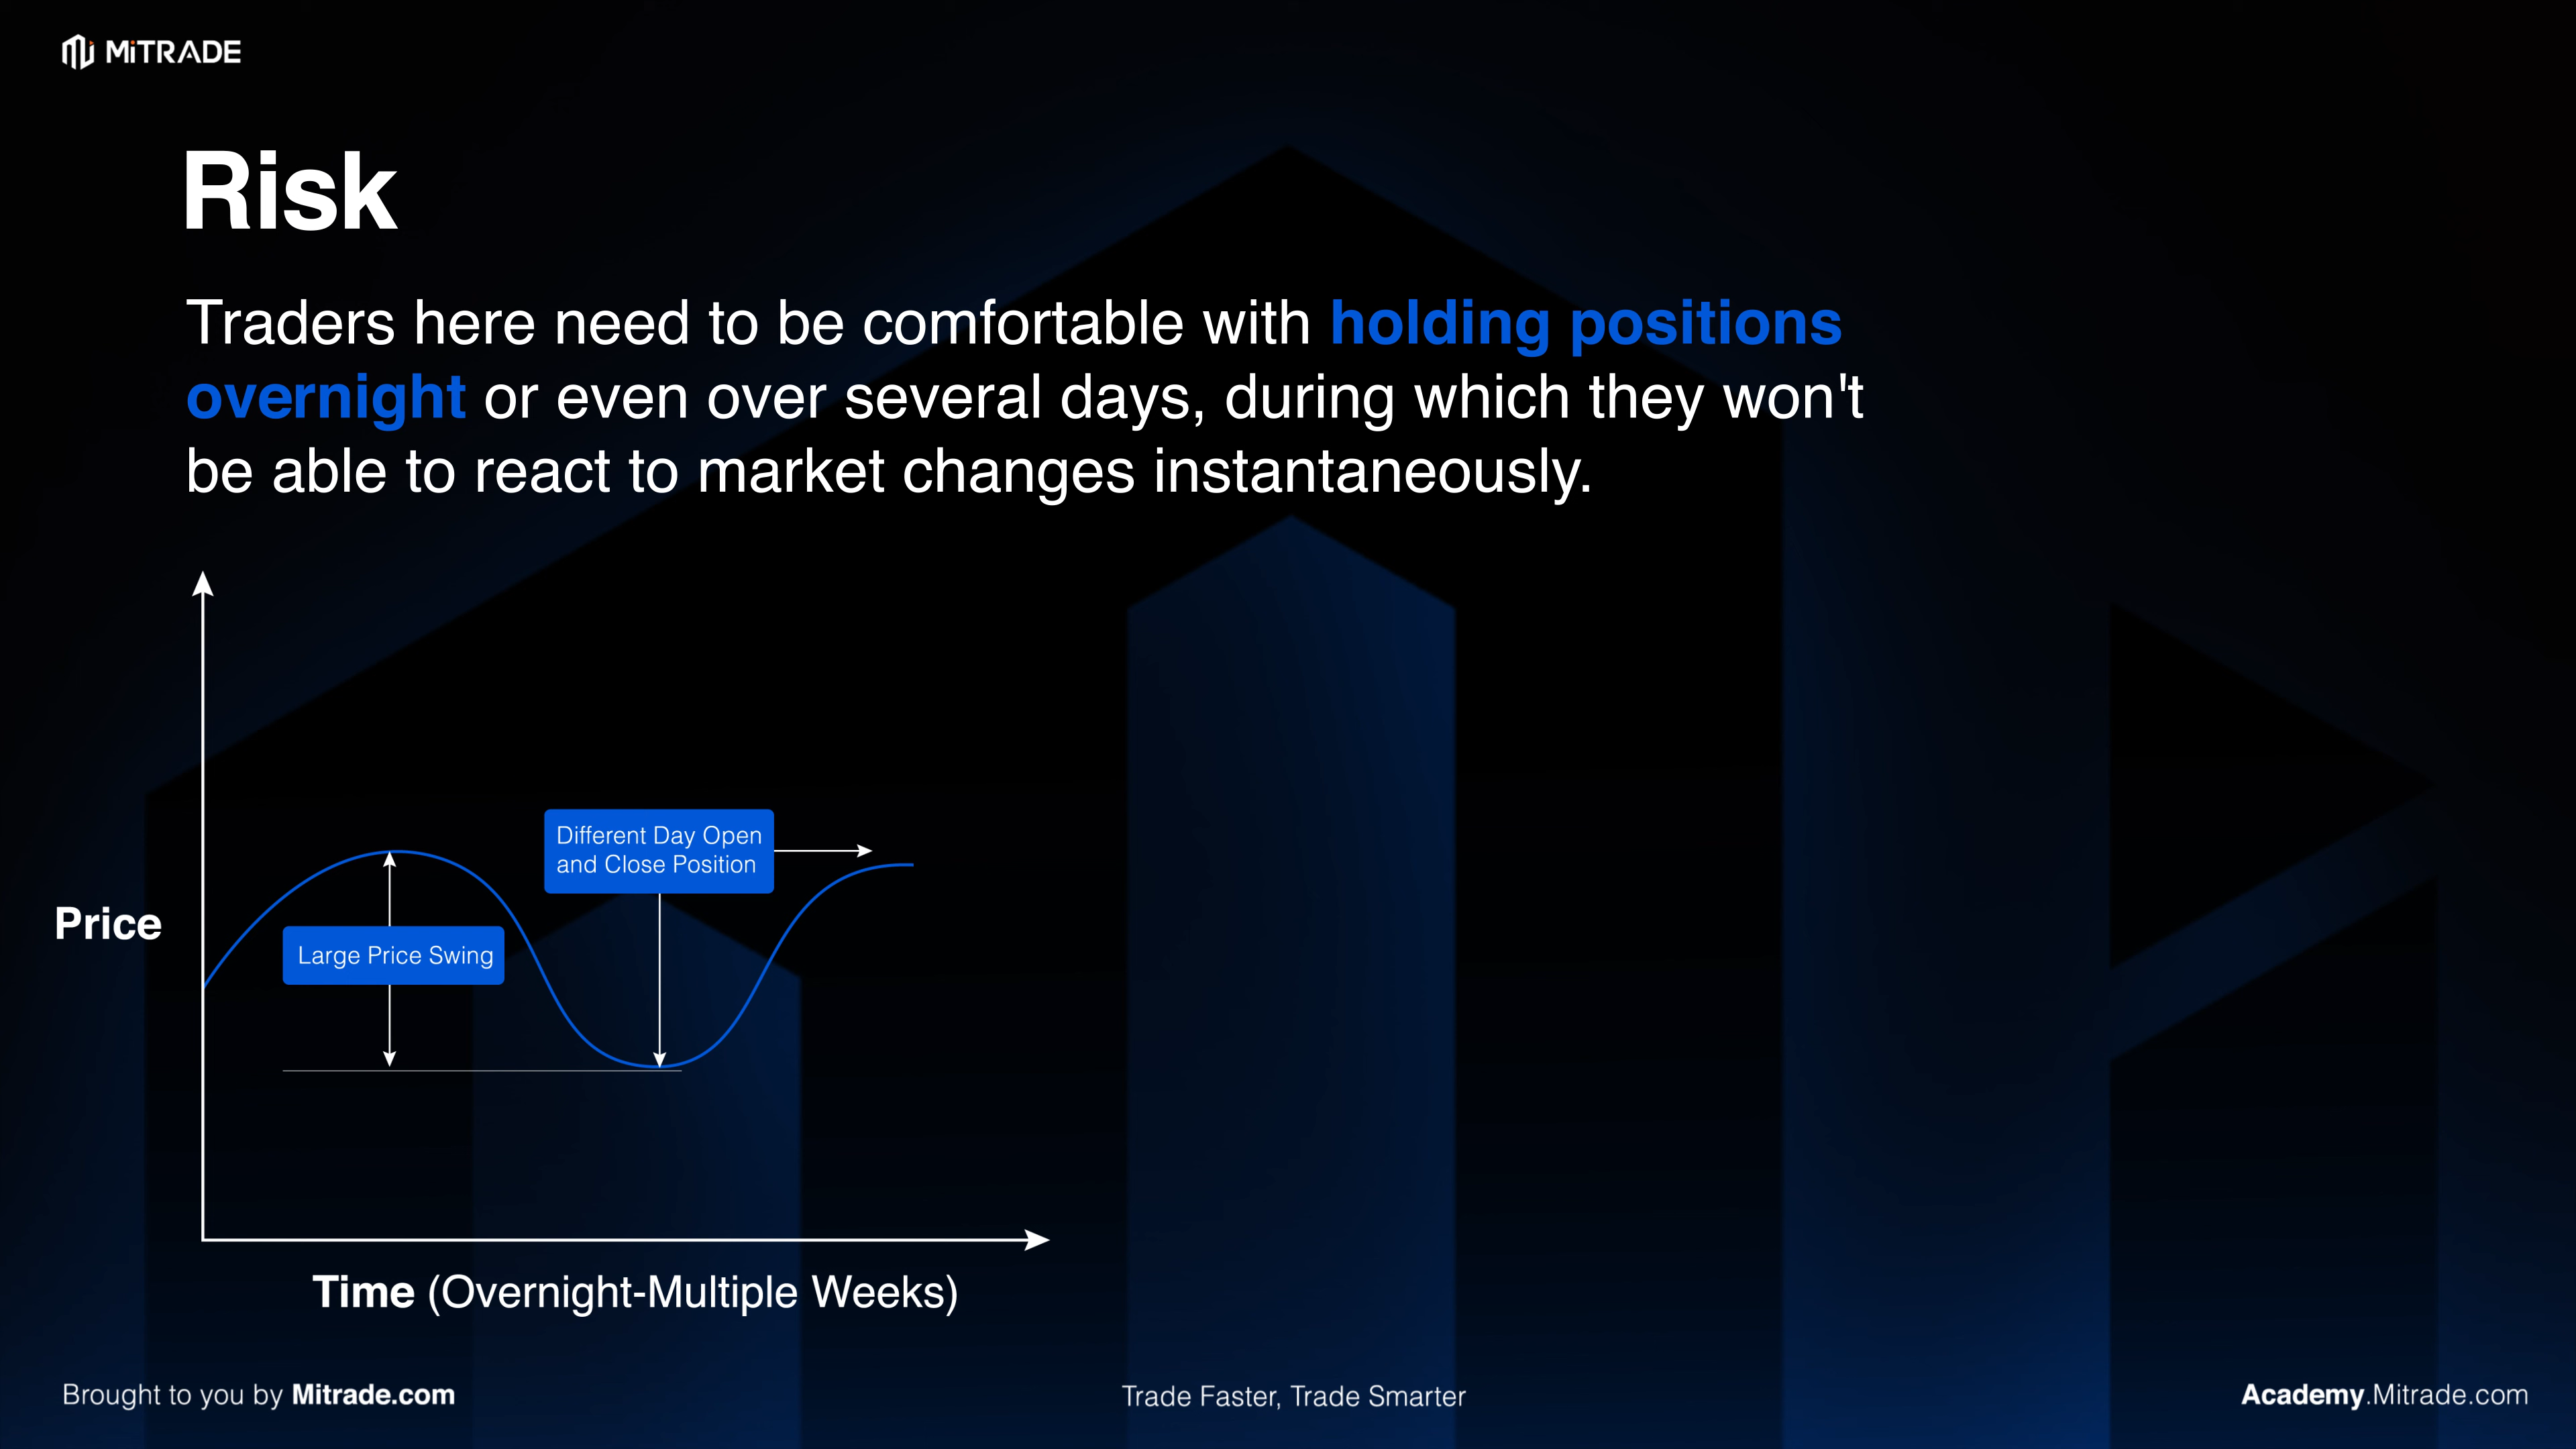 MiTRADE
Risk
Traders here need to be comfortable with holding positions
overnight or even over several days, during which they won't
be able to react to market changes instantaneously.
Different Day Open
and Close Position
Price
Large Price Swing
Time (Overnight-Multiple Weeks)
Brought to you by Mitrade.com
Trade Faster, Trade Smarter
Academy.Mitrade.com